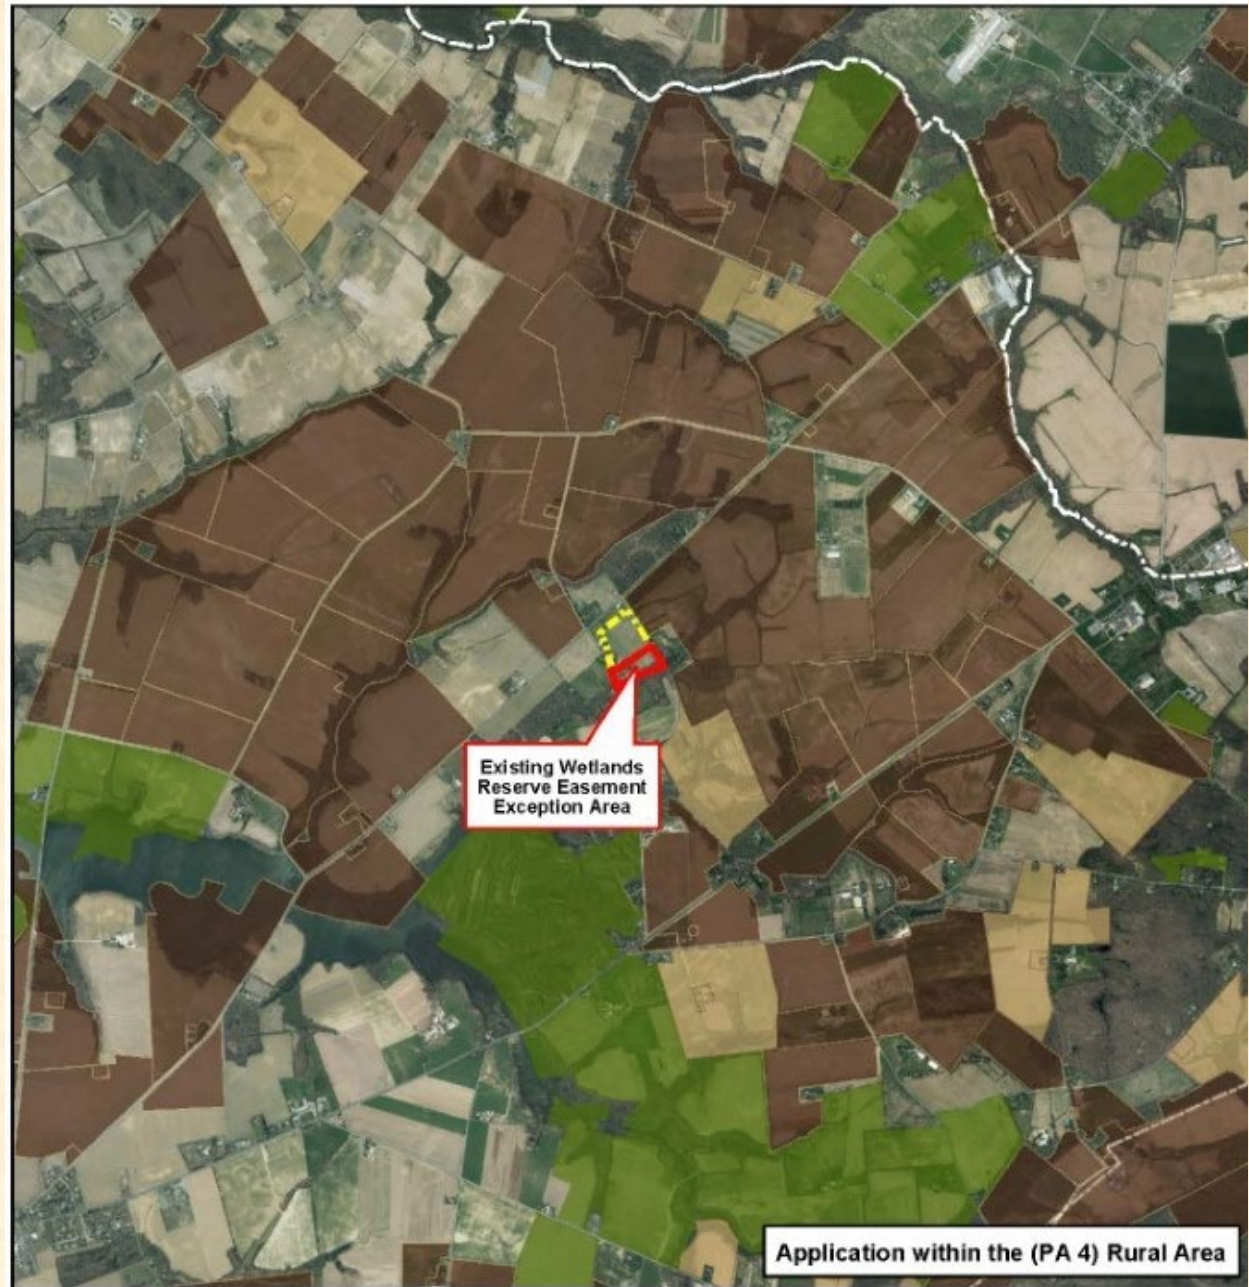 Existing Wetlands
Reserve Easement
Exception Area
Application within the (PA 4) Rural Area